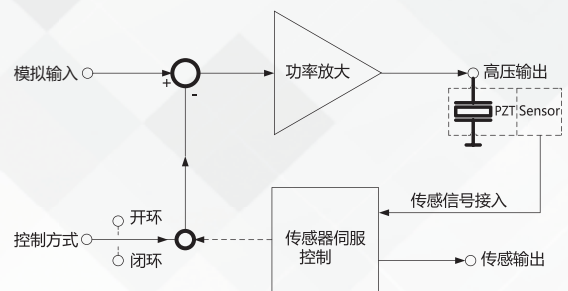 模拟输入
+
-
功率放大
高压输出
PZT Sensor
传感信号接入
控制方式
开环
闭环
传感器伺服
控制
传感输出